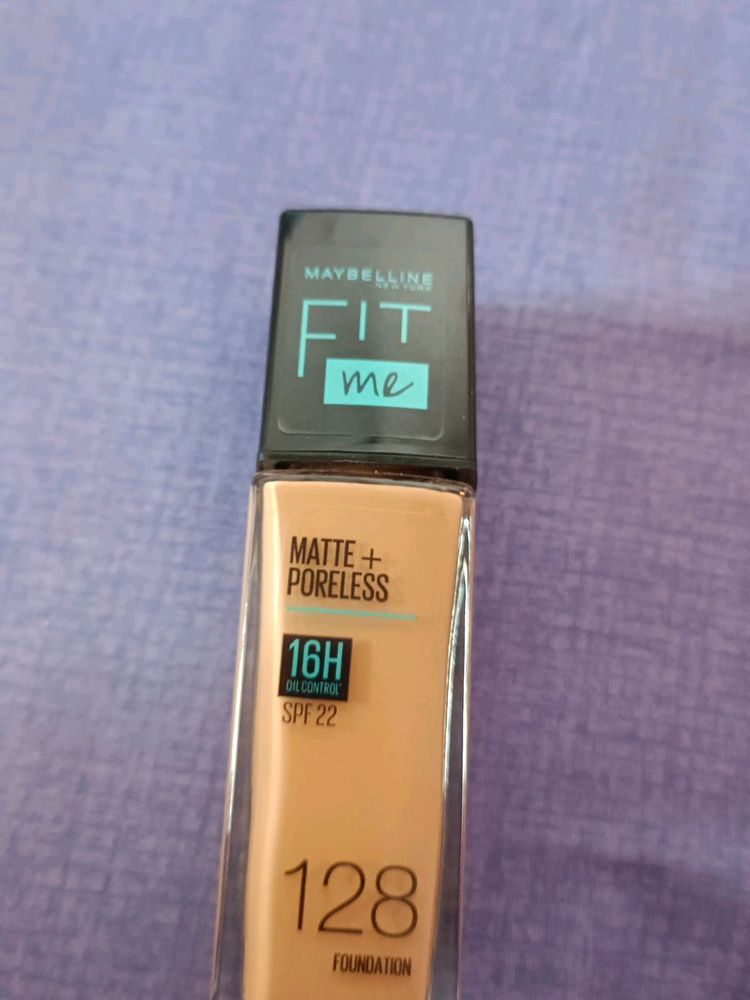 MAYBELLINE
NEW YORK
FIT
me
MATTE +
PORELESS
16H
OIL CONTROL*
SPF 22
128
FOUNDATION